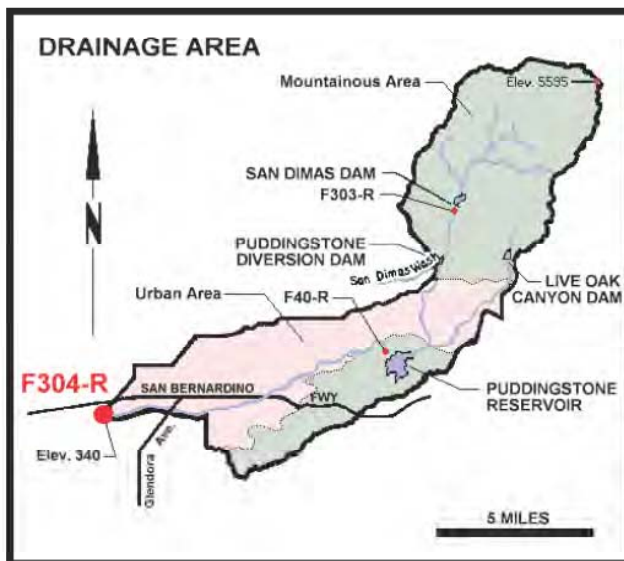 DRAINAGE AREA
Mountainous Area
Elev. 5595
SAN DIMAS DAM
F303-R
N
PUDDINGSTONE
DIVERSION DAM
San Dimas Wash
LIVE OAK
CANYON DAM
Urban Area
F40-R
F304-R
SAN BERNARDINO
FWY
PUDDINGSTONE
RESERVOIR
Elev. 340
Glendora Ave.
5 MILES